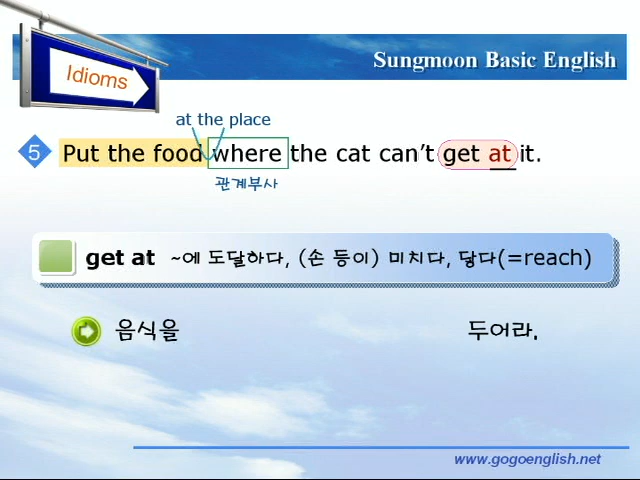 Idioms
Sungmoon Basic English
at the place
5 Put the food where the cat can't get at it.
관계부사
get at ~에 도달하다, (손 등이) 미치다, 닿다(=reach)
음식을 두어라.
www.gogoenglish.net